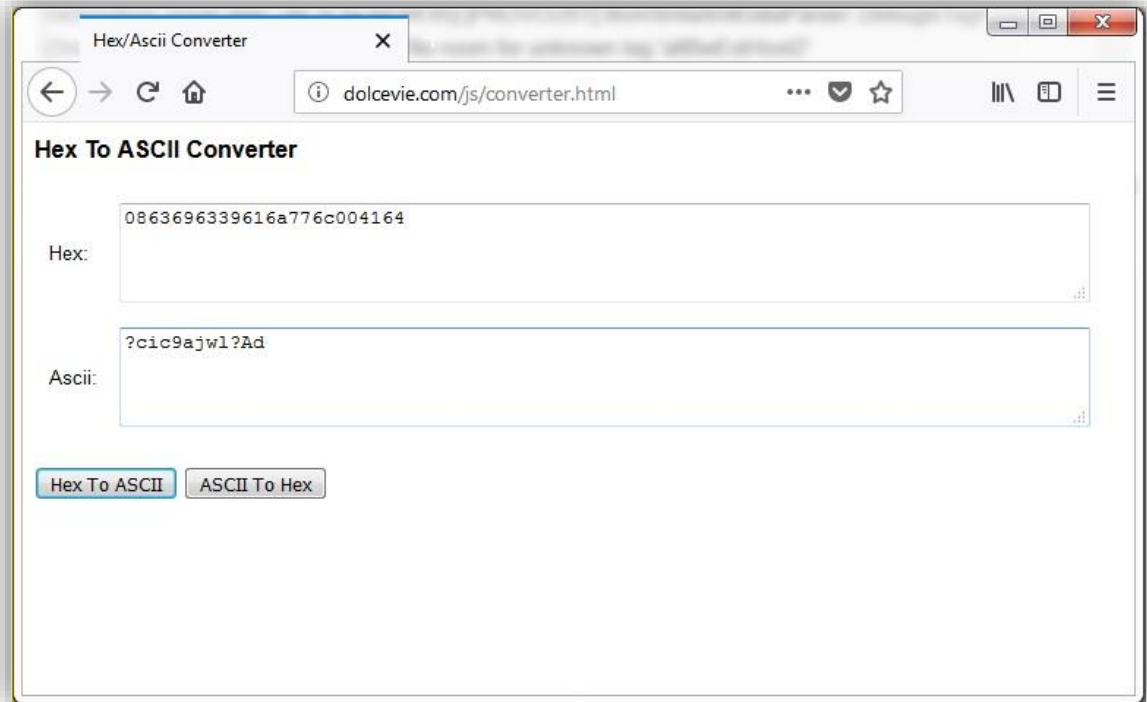 Hex/Ascii Converter
dolcevie.com/js/converter.html
Hex To ASCII Converter
Hex:
0863696339616a776c004164
Ascii:
?cic9ajwl?Ad
Hex To ASCII
ASCII To Hex